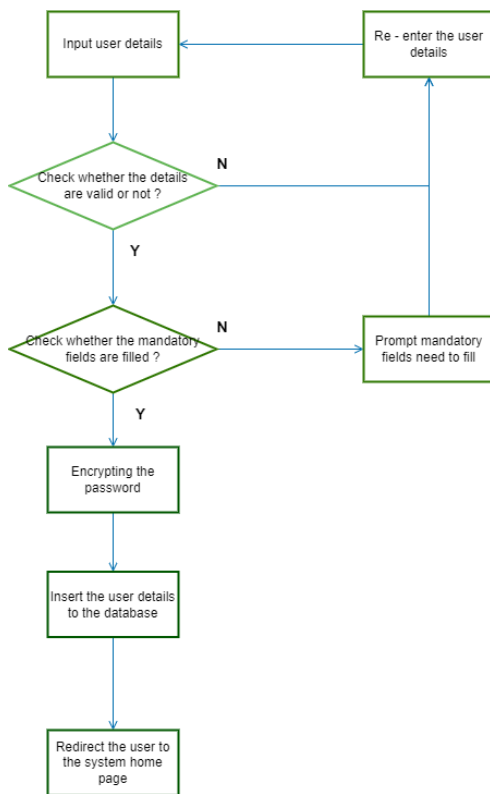 Input user details
Re - enter the user
details
N
Check whether the details
are valid or not ?
Y
N
Check whether the mandatory
fields are filled ?
Prompt mandatory
fields need to fill
Y
Encrypting the
password
Insert the user details
to the database
Redirect the user to
the system home
page